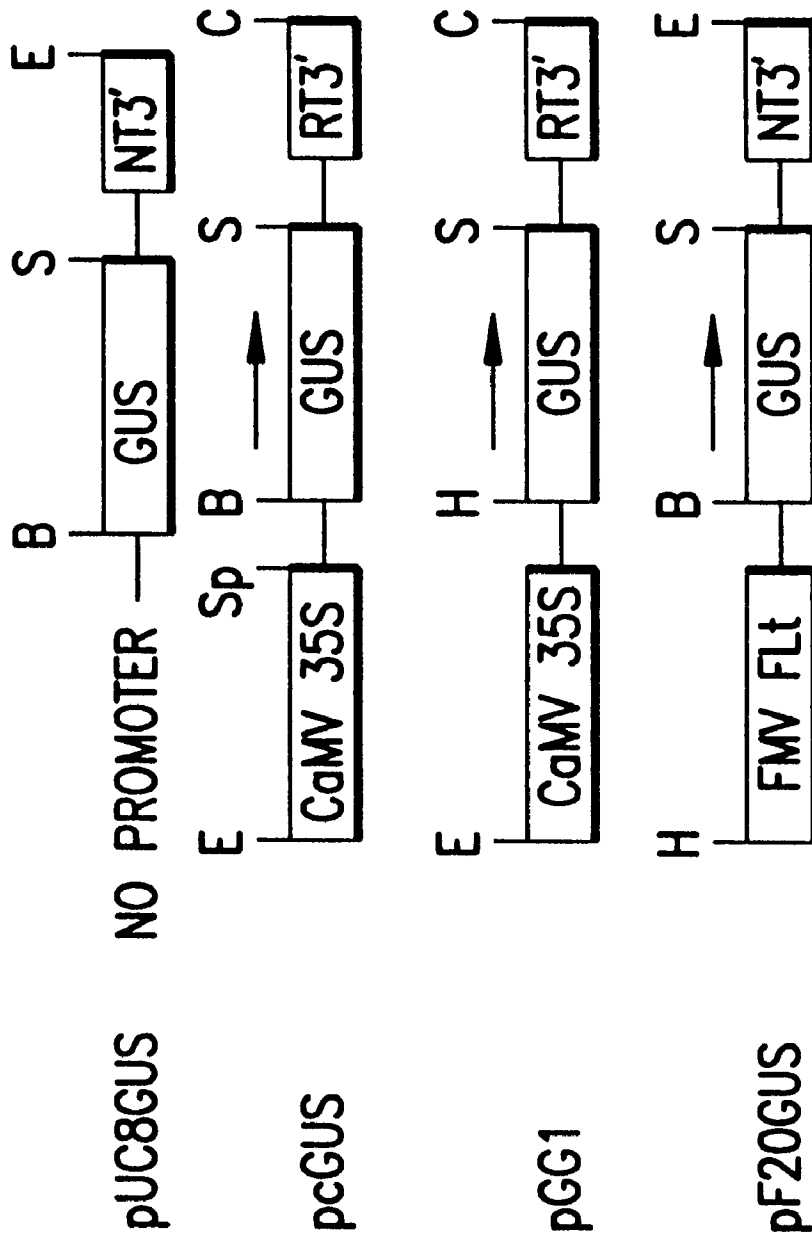 B S E
pUC8GUS NO PROMOTER GUS NT3'
E Sp B S C
pcGUS CaMV 35S GUS RT3'
E H S C
pGG1 CaMV 35S GUS RT3'
H B S E
pF20GUS FMV FLt GUS NT3'